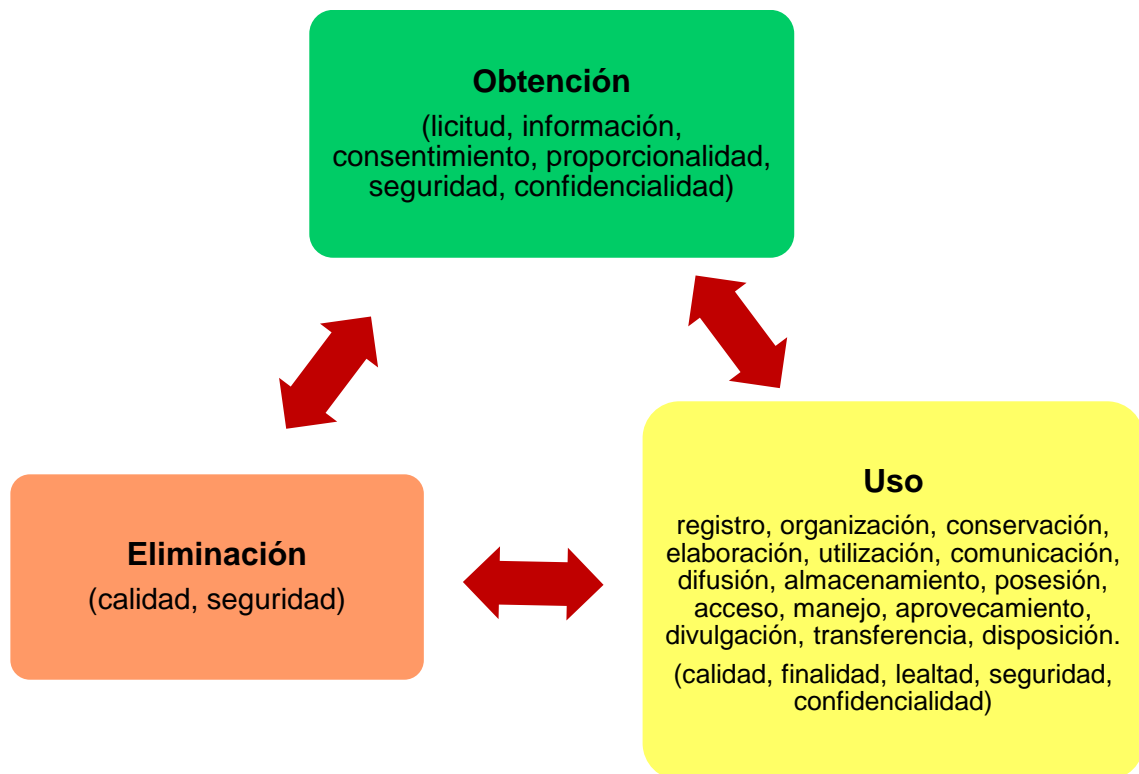 Obtención
(licitud, información,
consentimiento, proporcionalidad,
seguridad, confidencialidad)
Eliminación
(calidad, seguridad)
Uso
registro, organización, conservación,
elaboración, utilización, comunicación,
difusión, almacenamiento, posesión,
acceso, manejo, aprovecamiento,
divulgación, transferencia, disposición.
(calidad, finalidad, lealtad, seguridad,
confidencialidad)